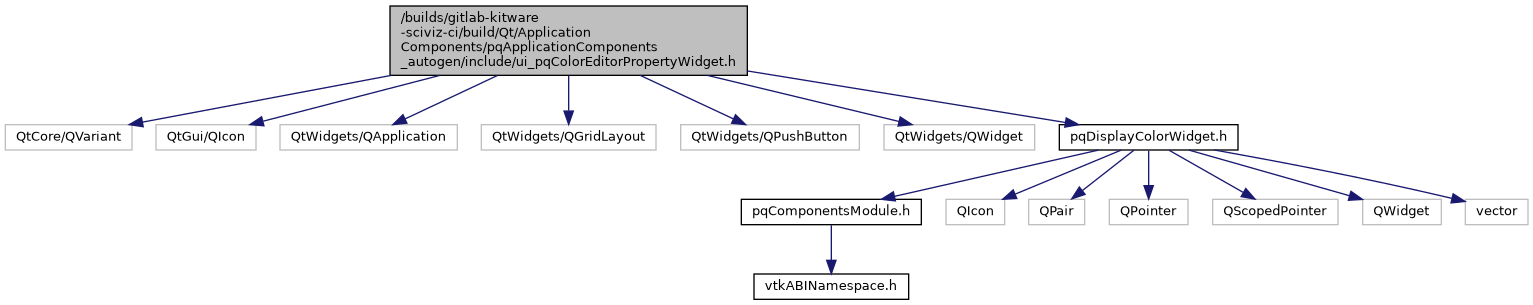 /builds/gitlab-kitware
-sciviz-ci/build/Qt/Application
Components/pqApplicationComponents
_autogen/include/ui_pqColorEditorPropertyWidget.h
QtCore/QVariant
QtGui/QIcon
QtWidgets/QApplication
QtWidgets/QGridLayout
QtWidgets/QPushButton
QtWidgets/QWidget
pqDisplayColorWidget.h
pqComponentsModule.h
QIcon
QPair
QPointer
QScopedPointer
QWidget
vector
vtkABINamespace.h